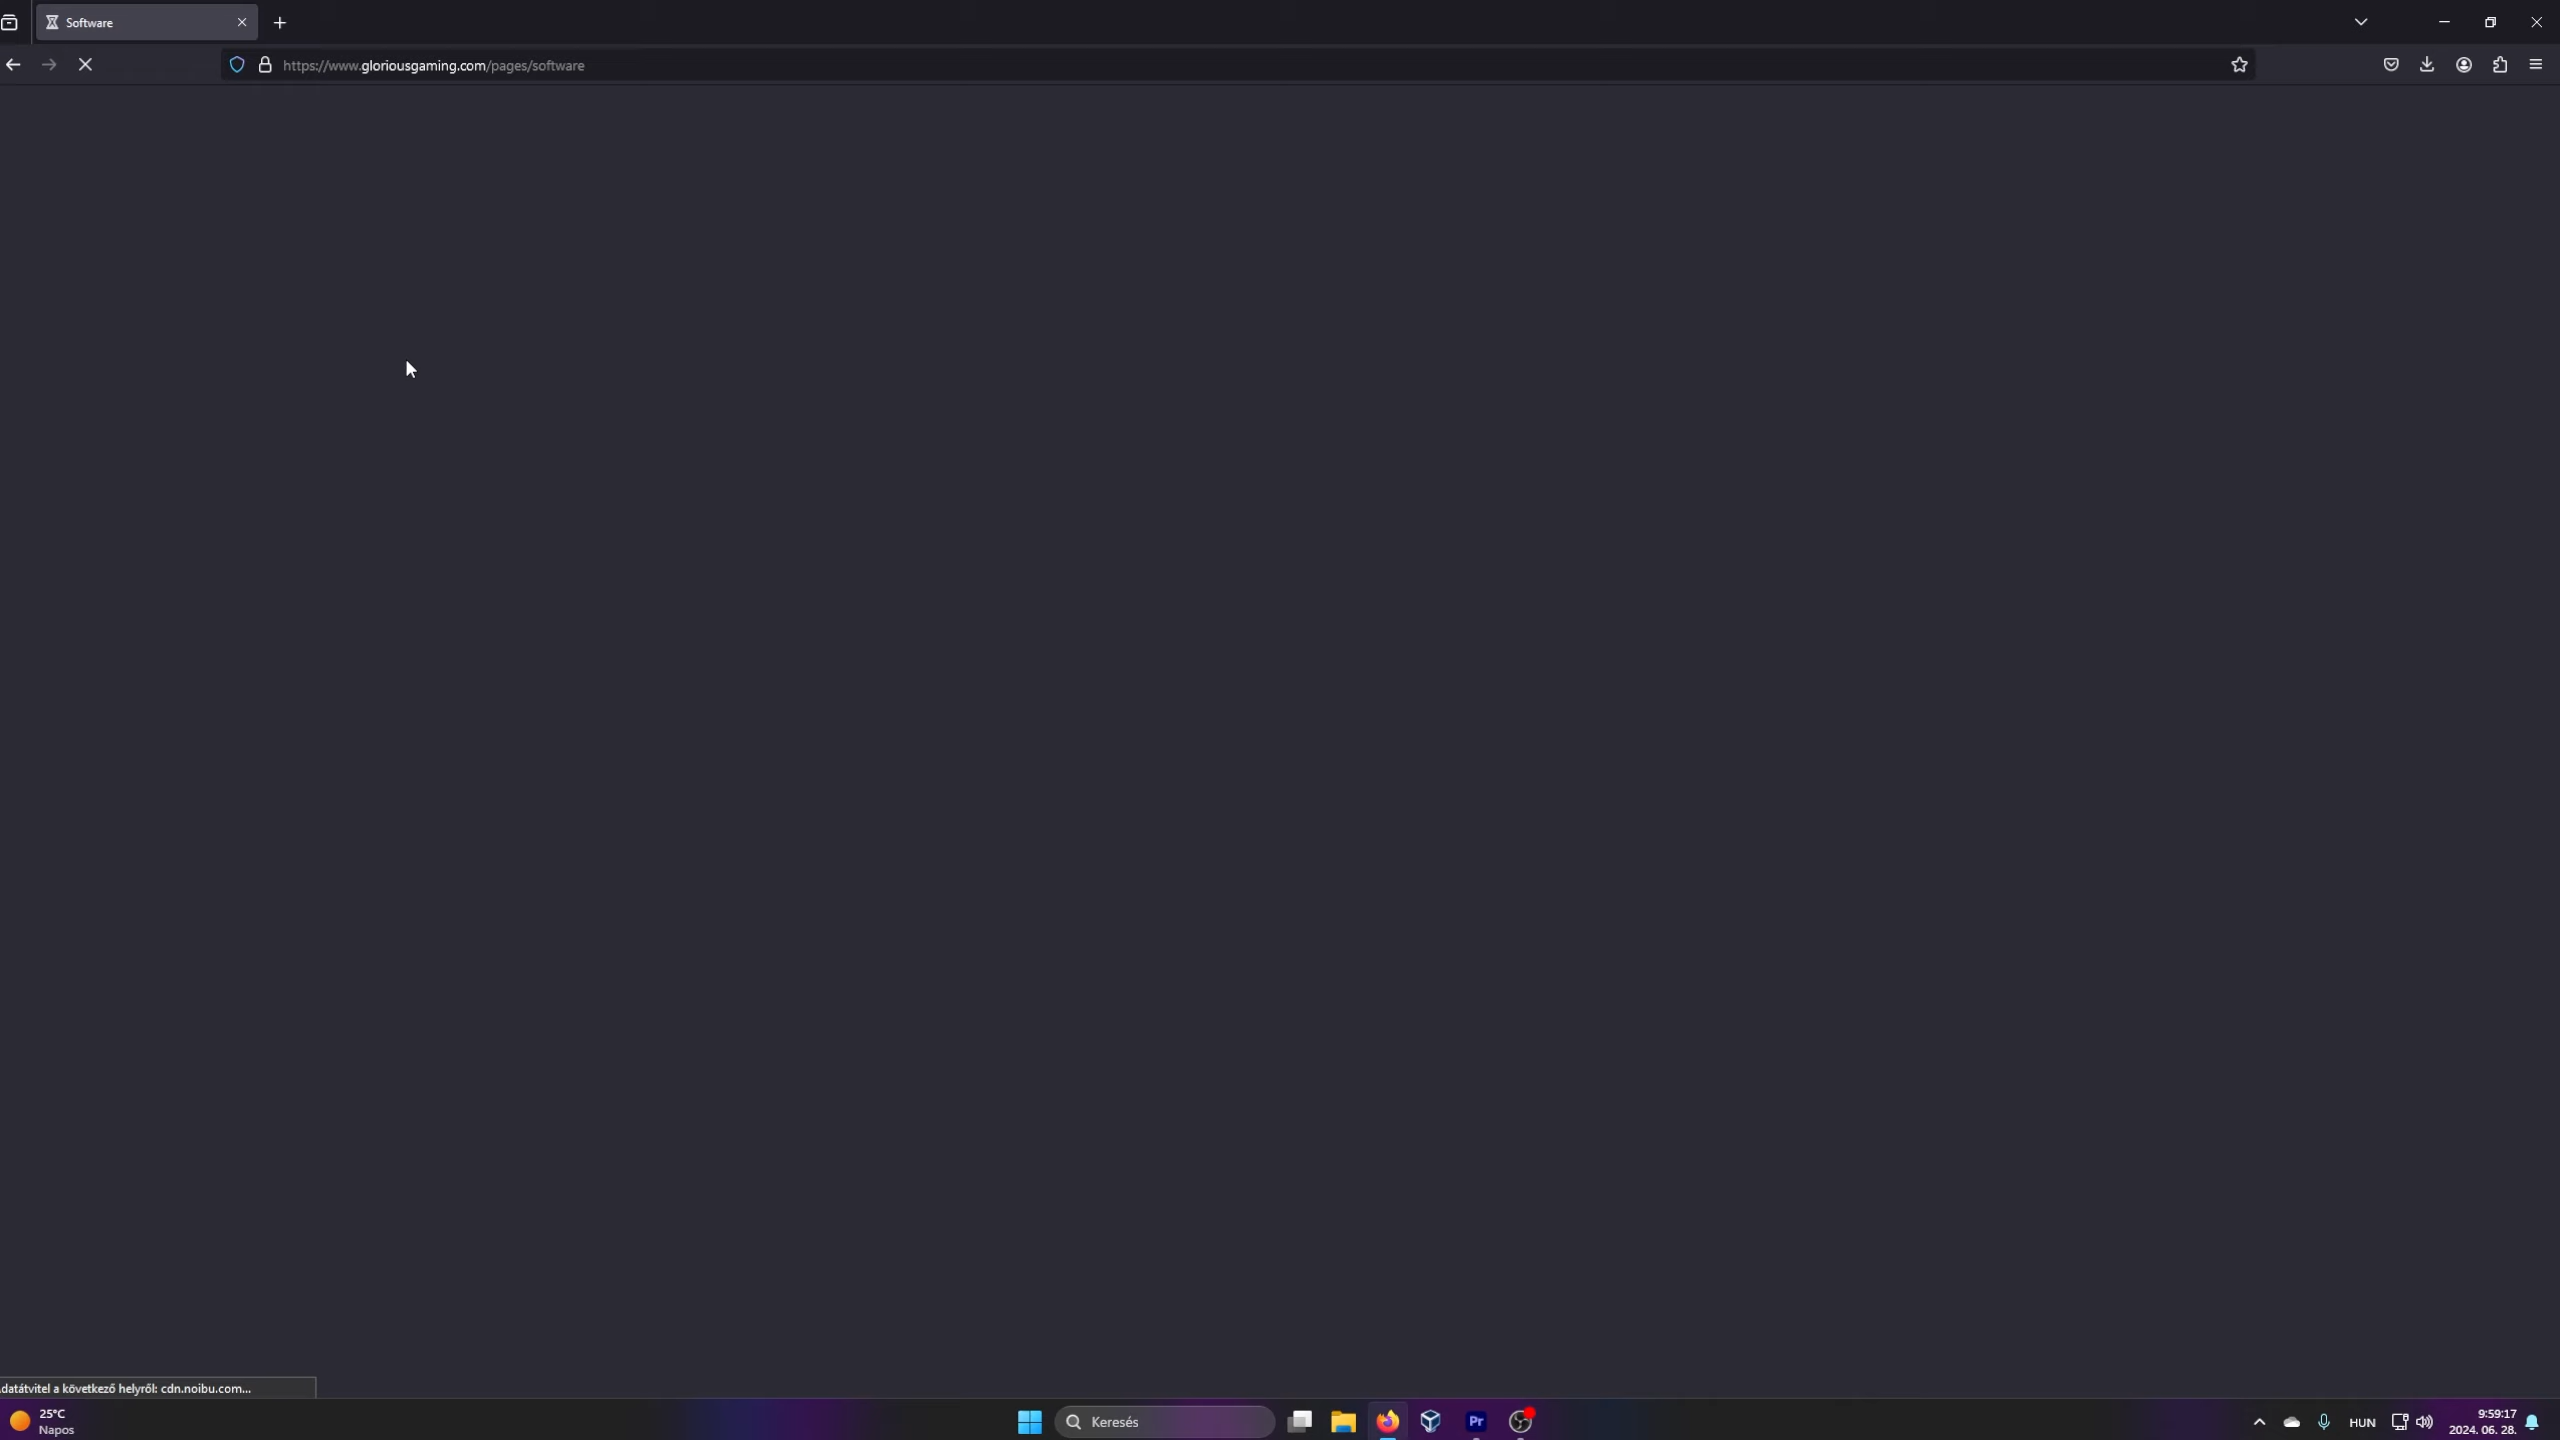 Software
https://www.gloriousgaming.com/pages/software
datátvitel a következő helyről: cdn.noibu.com...
25°C
Napos
Keresés
Pr
HUN
9:59:17
2024. 06. 28.